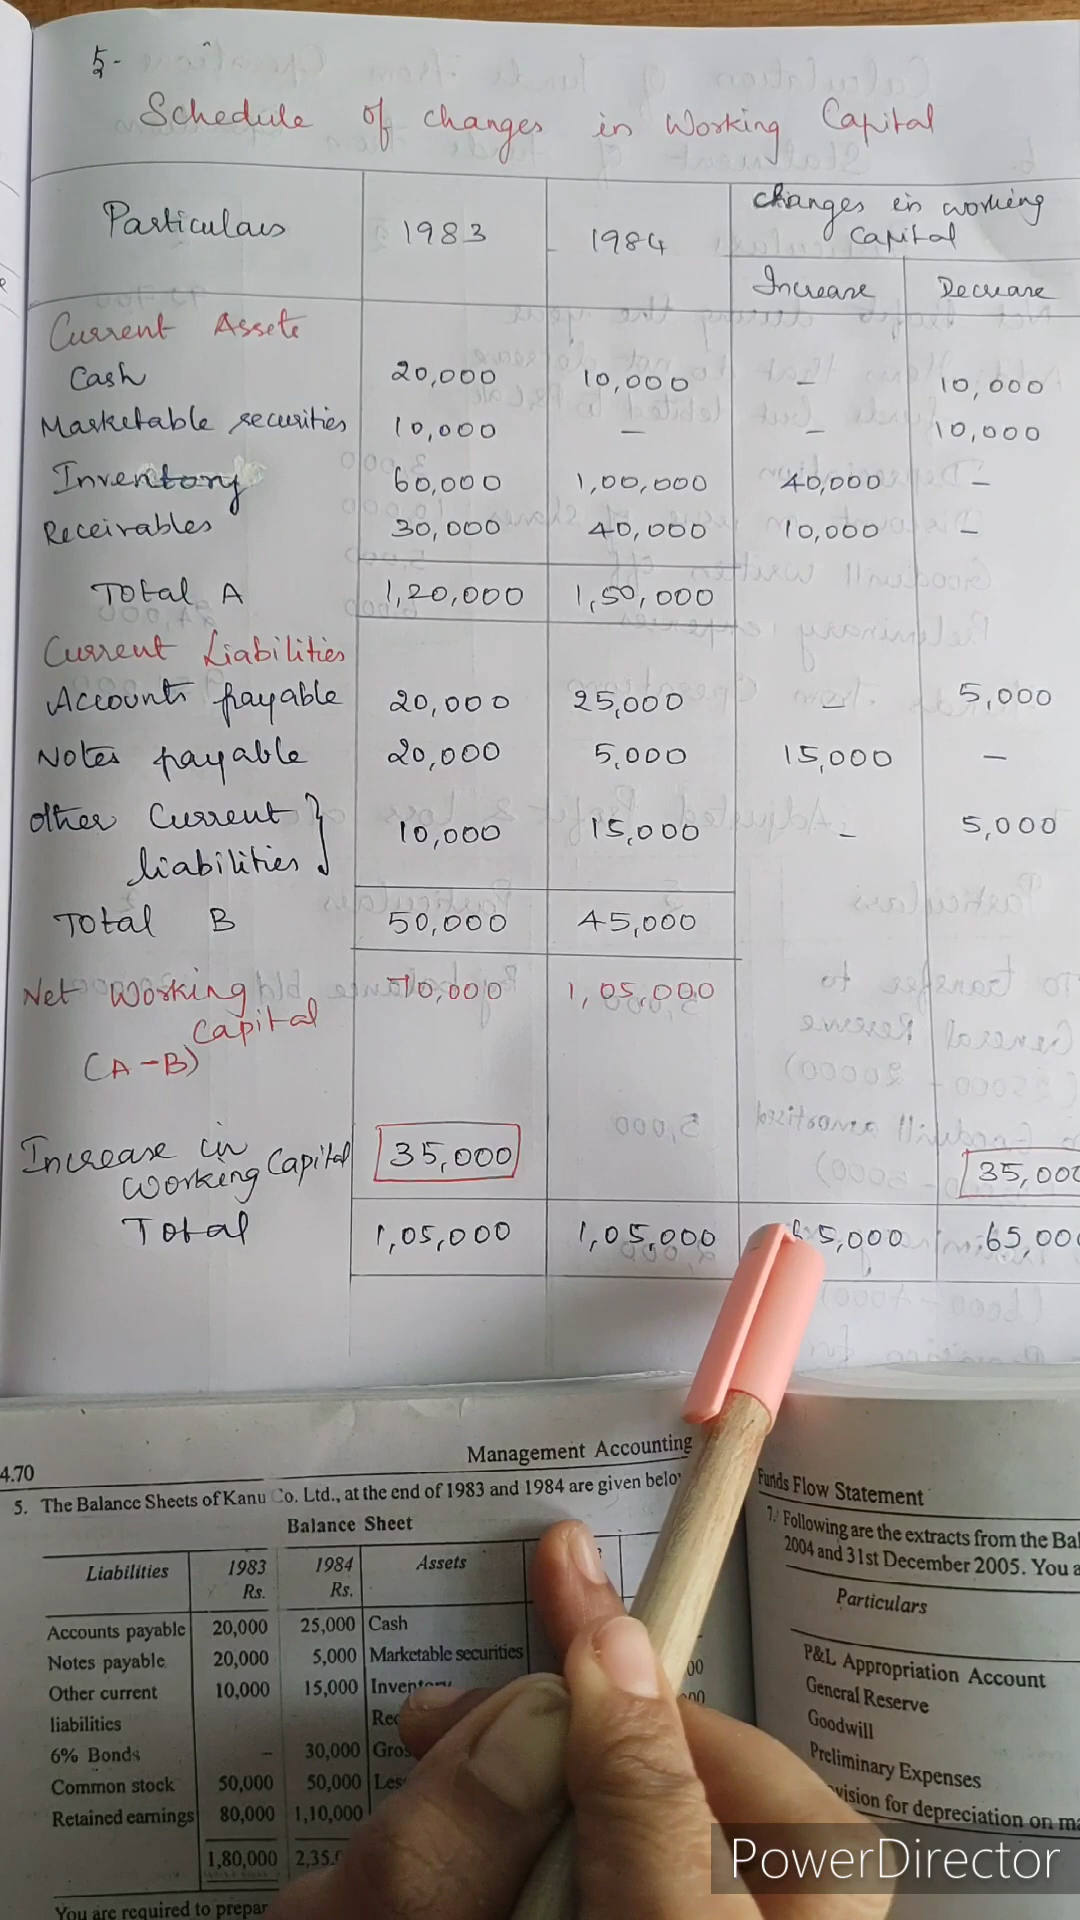 5-
Schedule of changes in Working Capital
Particulars 1983 1984 changes in working Capital
Increase Decrease
Current Assets
Cash 20,000 10,000 - 10,000
Marketable securities 10,000 - - 10,000
Inventory 60,000 1,00,000 40,000 -
Receivables 30,000 40,000 10,000 -
Total A 1,20,000 1,50,000
Current Liabilities
Accounts payable 20,000 25,000 - 5,000
Notes payable 20,000 5,000 15,000 -
other Current liabilities } 10,000 15,000 - 5,000
Total B 50,000 45,000
Net Working Capital 70,000 1,05,000
(A-B)
Increase in Working Capital 35,000 35,000
Total 1,05,000 1,05,000 65,000 65,000
4.70 Management Accounting
5. The Balance Sheets of Kanu Co. Ltd., at the end of 1983 and 1984 are given
Balance Sheet
Liabilities 1983 Rs. 1984 Rs. Assets
Accounts payable 20,000 25,000 Cash
Notes payable 20,000 5,000 Marketable securities
Other current 10,000 15,000 Inventory
liabilities
6% Bonds - 30,000
Common stock 50,000 50,000
Retained earnings 80,000 1,10,000
1,80,000
You are required to
Funds Flow Statement
7. Following are the extracts from the
2004 and 31st December 2005. You
Particulars
P&L Appropriation Account
General Reserve
Goodwill
Preliminary Expenses
for depreciation on
PowerDirector